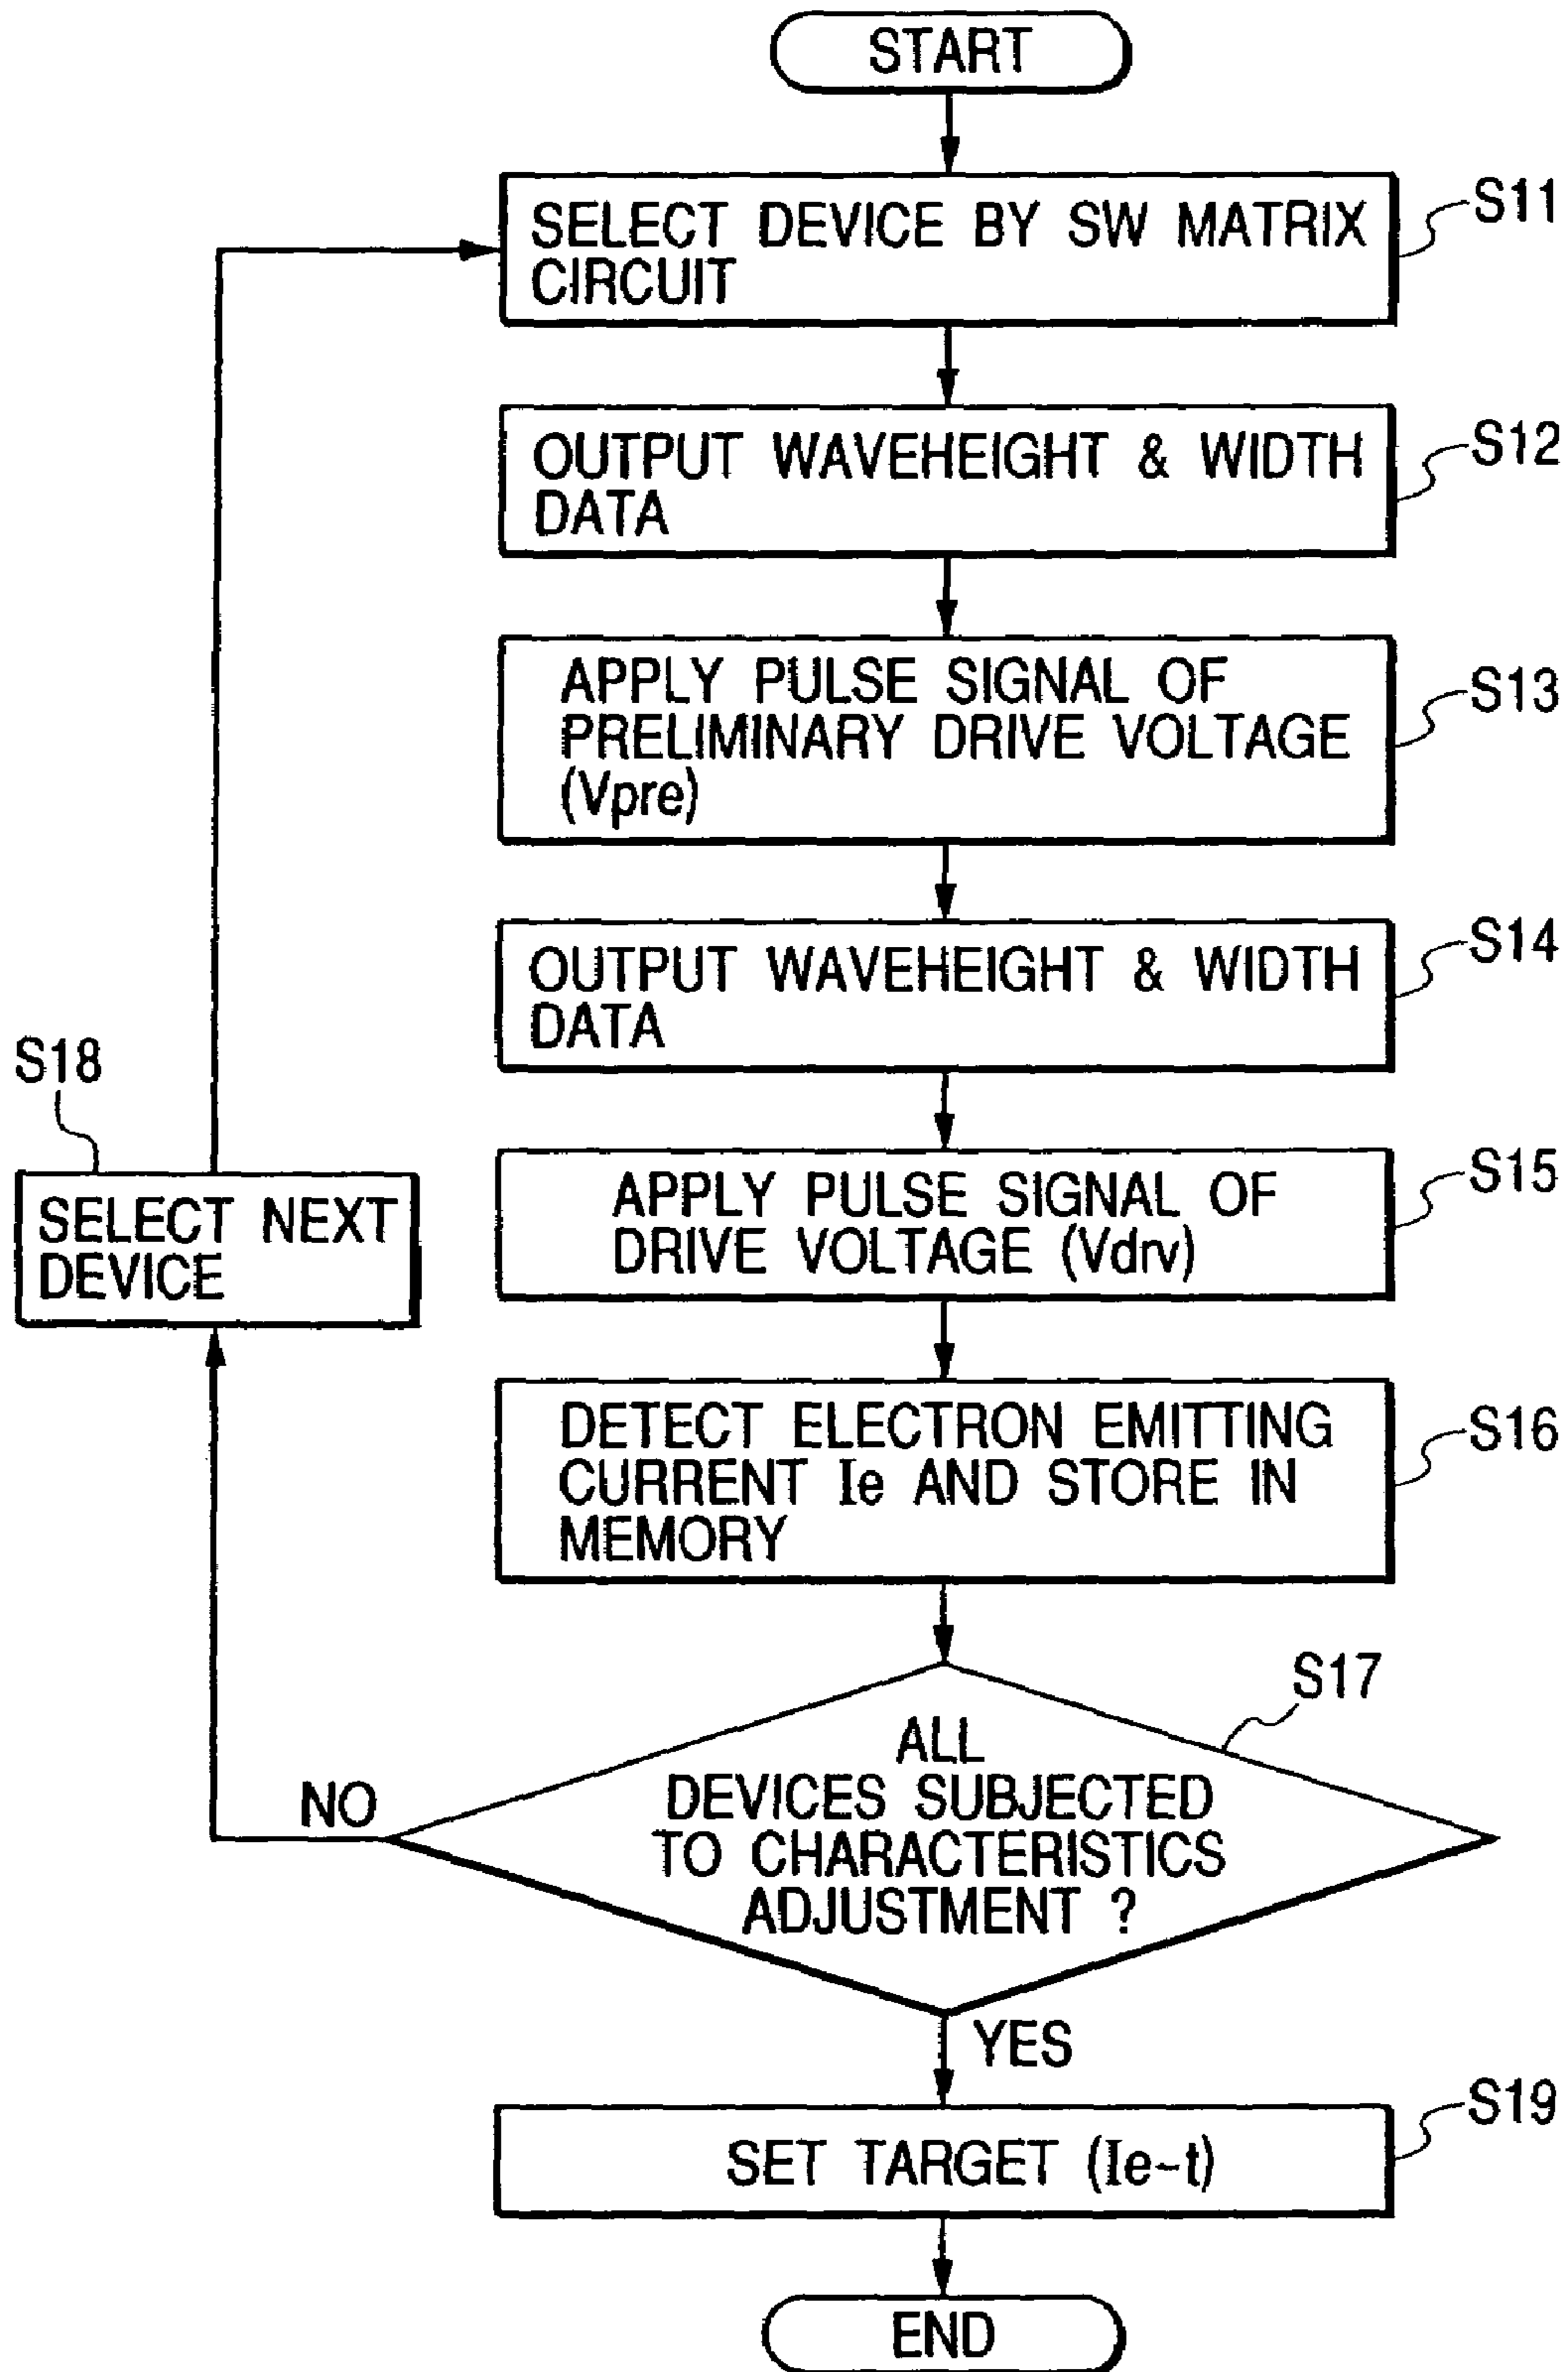 START
SELECT DEVICE BY SW MATRIX
CIRCUIT
S11
OUTPUT WAVEHEIGHT & WIDTH
DATA
S12
APPLY PULSE SIGNAL OF
PRELIMINARY DRIVE VOLTAGE
(Vpre)
S13
OUTPUT WAVEHEIGHT & WIDTH
DATA
S14
APPLY PULSE SIGNAL OF
DRIVE VOLTAGE (Vdrv)
S15
DETECT ELECTRON EMITTING
CURRENT Ie AND STORE IN
MEMORY
S16
ALL
DEVICES SUBJECTED
TO CHARACTERISTICS
ADJUSTMENT ?
S17
NO
S18
SELECT NEXT
DEVICE
YES
SET TARGET (Ie-t)
S19
END